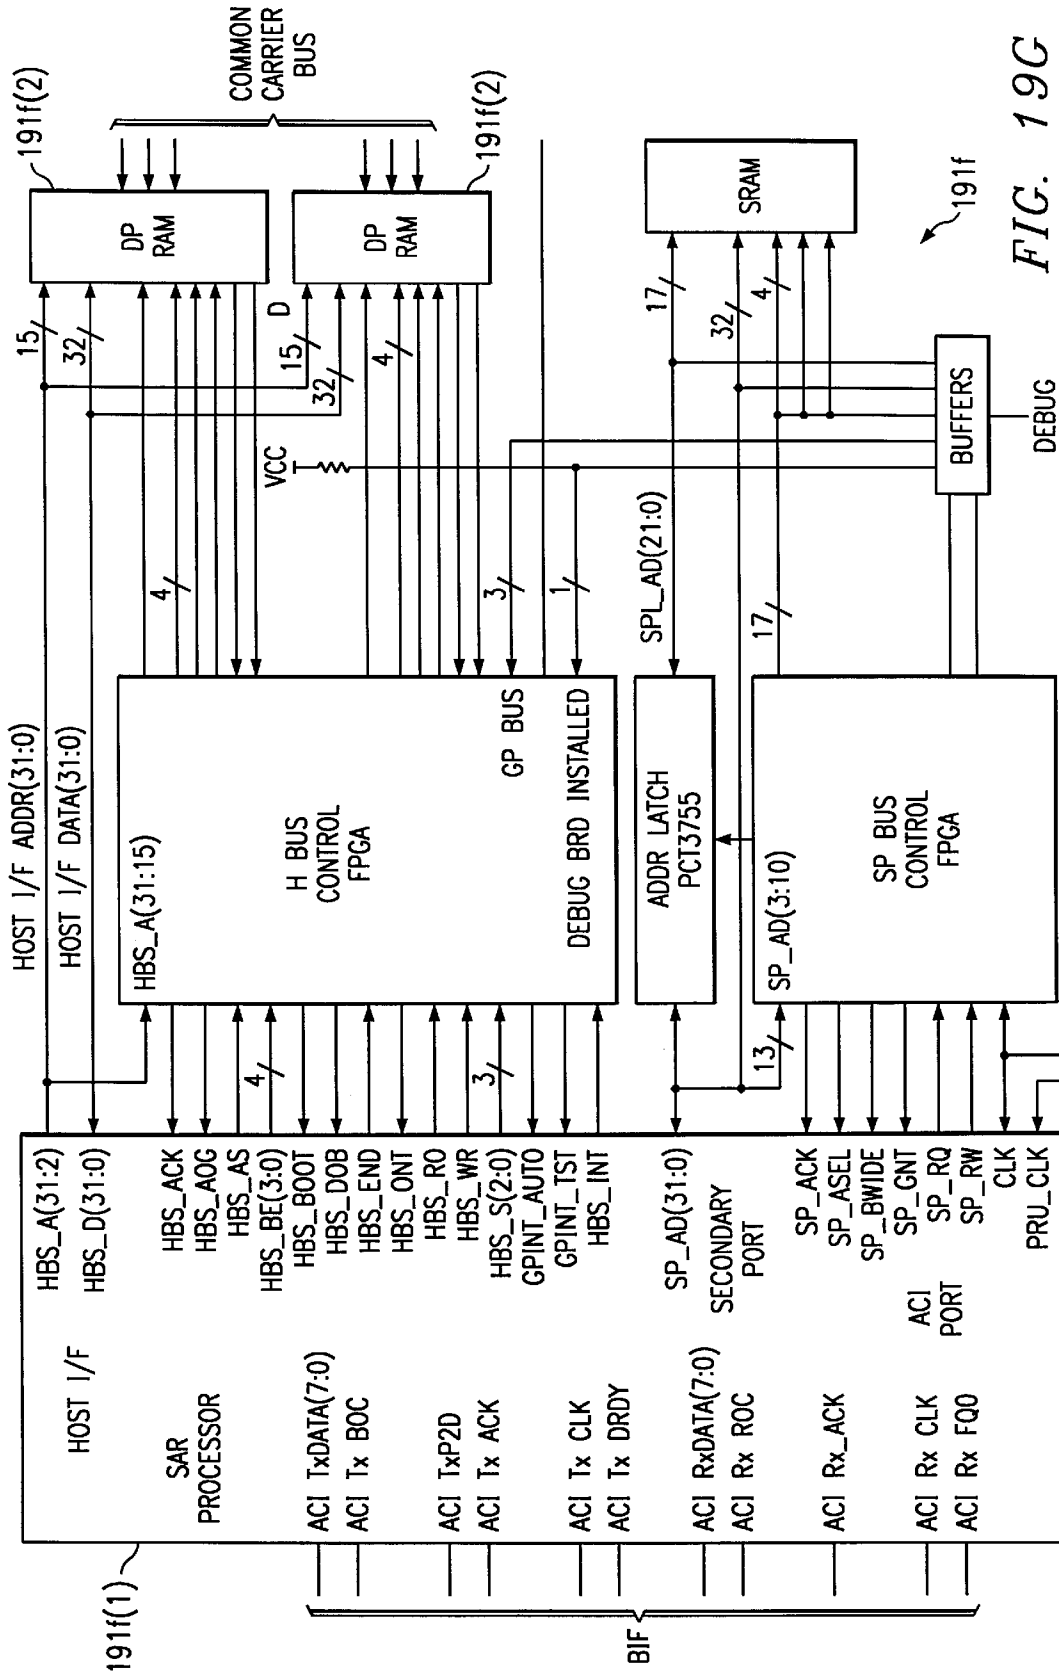 191f(1)
HOST I/F
SAR
PROCESSOR
BIF
ACI TxDATA(7:0)
ACI Tx BOC
ACI TxP2D
ACI Tx ACK
ACI Tx CLK
ACI Tx DRDY
ACI RxDATA(7:0)
ACI Rx ROC
ACI Rx_ACK
ACI Rx CLK
ACI Rx FQ0
HBS_A(31:2)
HBS_D(31:0)
HBS_ACK
HBS_AOG
HBS_AS
HBS_BE(3:0)
HBS_BOOT
HBS_DOB
HBS_END
HBS_ONT
HBS_RO
HBS_WR
HBS_S(2:0)
GPINT_AUTO
GPINT_TST
HBS_INT
SP_AD(31:0)
SECONDARY
PORT
SP_ACK
SP_ASEL
SP_BWIDE
SP_GNT
SP_RQ
SP_RW
CLK
PRU_CLK
ACI
PORT
4
3
13
HOST I/F ADDR(31:0)
HOST I/F DATA(31:0)
HBS_A(31:15)
H BUS
CONTROL
FPGA
GP BUS
DEBUG BRD INSTALLED
ADDR LATCH
PCT3755
SP_AD(3:10)
SP BUS
CONTROL
FPGA
4
3
1
SPL_AD(21:0)
17
VCC
15
32
15
D
32
4
17
32
4
DP
RAM
DP
RAM
191f(2)
191f(2)
COMMON
CARRIER
BUS
SRAM
BUFFERS
DEBUG
191f
FIG. 19G